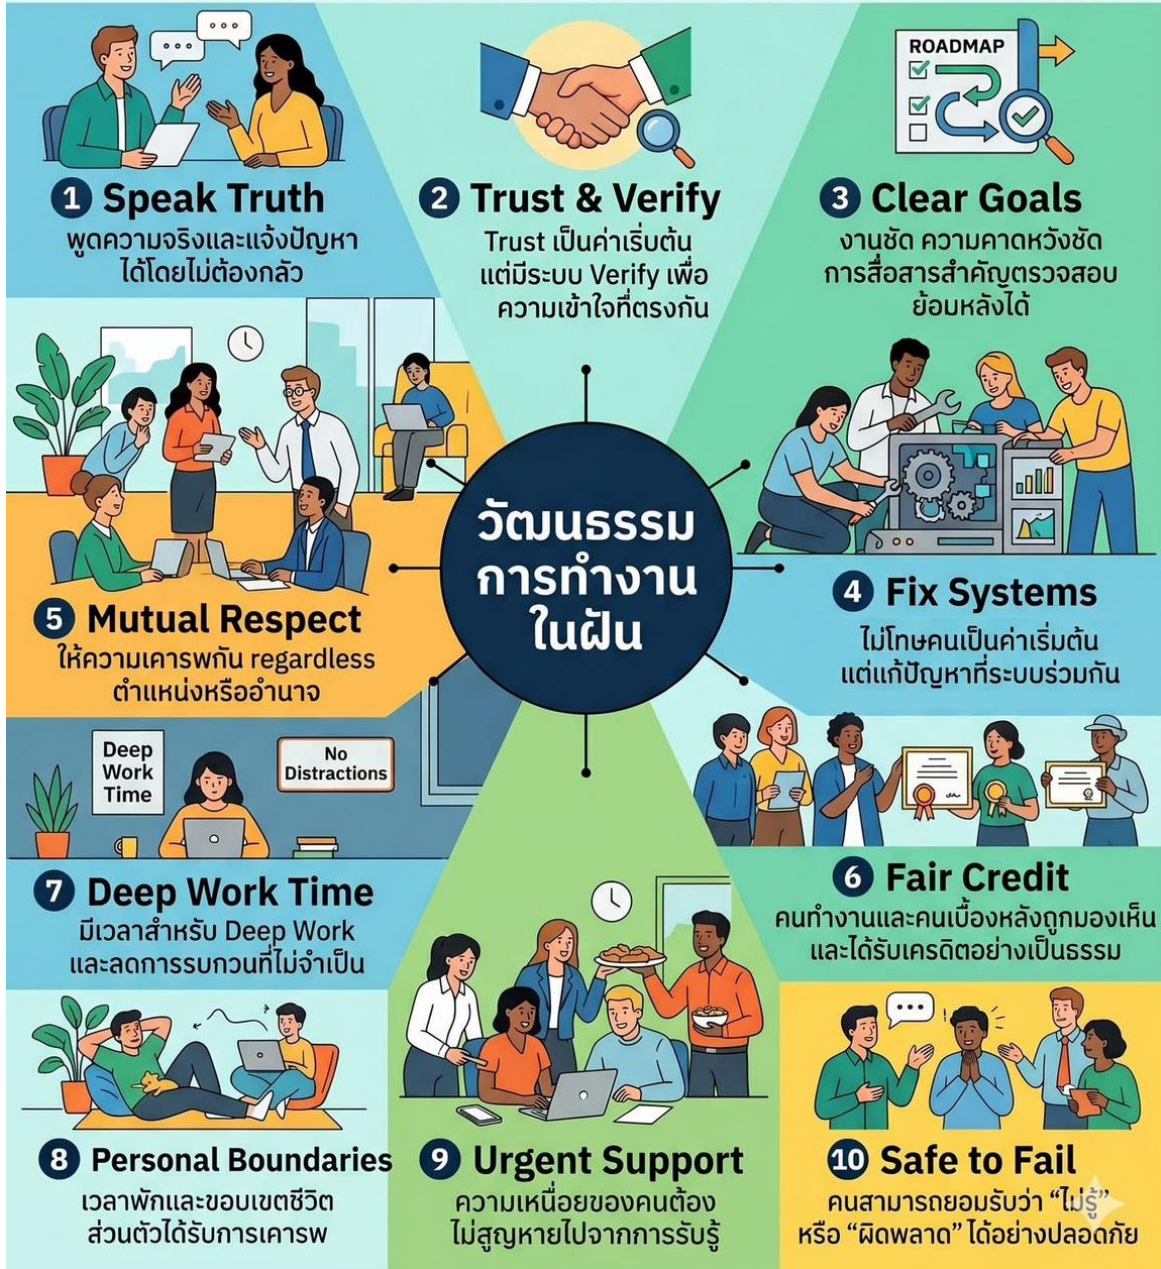 ROADMAP
1 Speak Truth
พูดความจริงและแจ้งปัญหา
ได้โดยไม่ต้องกลัว
2 Trust & Verify
Trust เป็นค่าเริ่บต้น
แต่มีระบบ Verify เพื่อ
ความเข้าใจที่ตรงกัน
3 Clear Goals
งานชัด ความคาดหวังชัด
การสื่อสารสำคัญตรวจสอบ
ย้อนหลังได้
วัฒนธรรม
การทำงาน
ในฝัน
4 Fix Systems
ไม่โทษคนเป็นค่าเริ่มต้น
แต่แก้ปัญหาที่ระบบร่วมกัน
5 Mutual Respect
ให้ความเคารพกัน regardless
ตำแหน่งหรืออำนาจ
Deep
Work
Time
No
Distractions
6 Fair Credit
คนทำงานและคนเบื้องหลังถูกมองเห็น
และได้รับเครดิตอย่างเป็นธรรม
7 Deep Work Time
มีเวลาสำหรับ Deep Work
และลดการรบกวนที่ไม่จำเป็น
8 Personal Boundaries
เวลาพักและขอบเขตชีวิต
ส่วนตัวได้รับการเคารพ
9 Urgent Support
ความเหนื่อยของคนต้อง
ไม่สูญหายไปจากการรับรู้
10 Safe to Fail
คนสามารถยอมรับว่า “ไม่รู้”
หรือ “ผิดพลาด” ได้อย่างปลอดภัย